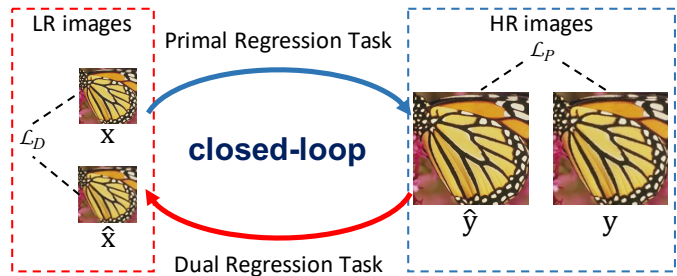 LR images
Primal Regression Task
HR images
ℒ_P
x
ℒ_D
closed-loop
x̂
ŷ
y
Dual Regression Task